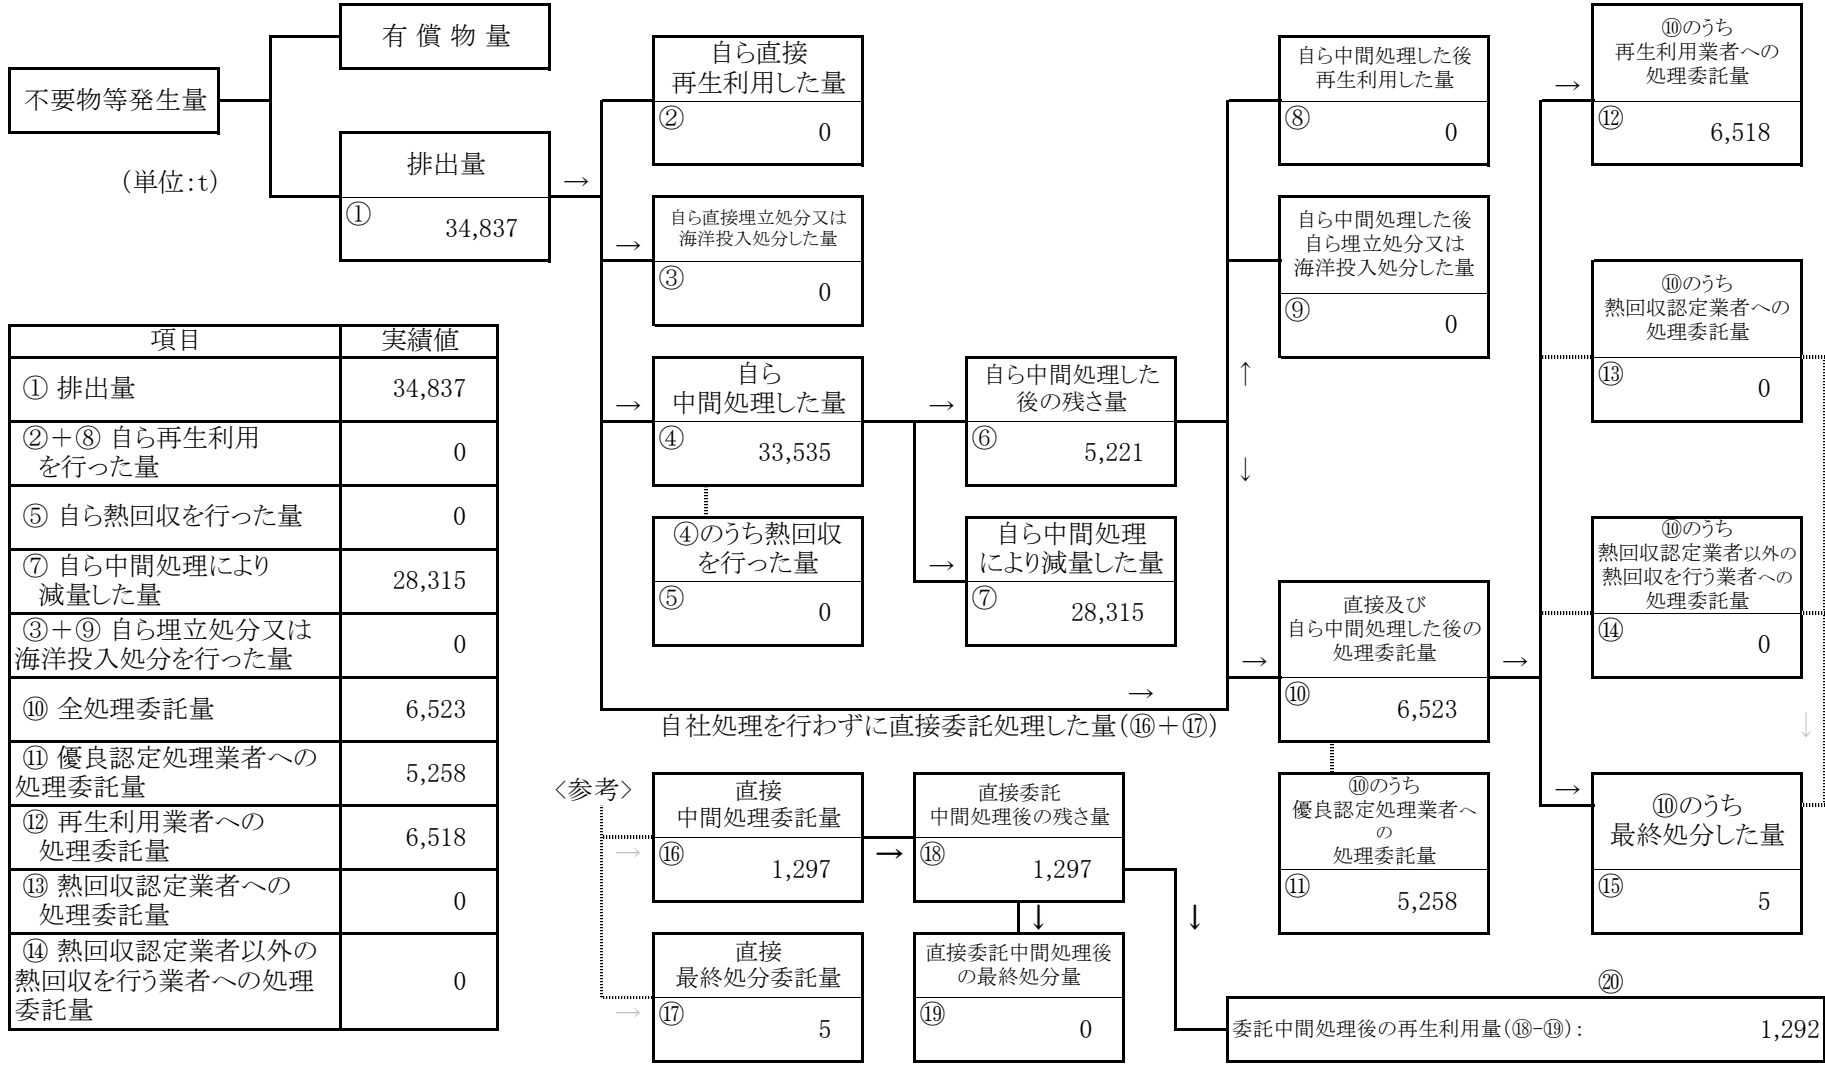 不要物等発生量
(単位:t)
有 償 物 量
排出量
① 34,837
→
自ら直接
再生利用した量
② 0
→
自ら直接埋立処分又は
海洋投入処分した量
③ 0
→
自ら
中間処理した量
④ 33,535
④のうち熱回収
を行った量
⑤ 0
→
自ら中間処理した
後の残さ量
⑥ 5,221
→
自ら中間処理
により減量した量
⑦ 28,315
↑
↓
自ら中間処理した後
再生利用した量
⑧ 0
自ら中間処理した後
自ら埋立処分又は
海洋投入処分した量
⑨ 0
→
自社処理を行わずに直接委託処理した量(⑯+⑰)
→
直接及び
自ら中間処理した後の
処理委託量
⑩ 6,523
⑩のうち
優良認定処理業者へ
の
処理委託量
⑪ 5,258
→
→
⑩のうち
再生利用業者への
処理委託量
⑫ 6,518
⑩のうち
熱回収認定業者への
処理委託量
⑬ 0
⑩のうち
熱回収認定業者以外の
熱回収を行う業者への
処理委託量
⑭ 0
↓
→
⑩のうち
最終処分した量
⑮ 5
項目 実績値
① 排出量 34,837
②+⑧ 自ら再生利用
を行った量 0
⑤ 自ら熱回収を行った量 0
⑦ 自ら中間処理により
減量した量 28,315
③+⑨ 自ら埋立処分又は
海洋投入処分を行った量 0
⑩ 全処理委託量 6,523
⑪ 優良認定処理業者への
処理委託量 5,258
⑫ 再生利用業者への
処理委託量 6,518
⑬ 熱回収認定業者への
処理委託量 0
⑭ 熱回収認定業者以外の
熱回収を行う業者への処理
委託量 0
<参考>
→
直接
中間処理委託量
⑯ 1,297
→
直接委託
中間処理後の残さ量
⑱ 1,297
↓
↓
→
直接
最終処分委託量
⑰ 5
直接委託中間処理後
の最終処分量
⑲ 0
⑳
委託中間処理後の再生利用量(⑱-⑲): 1,292